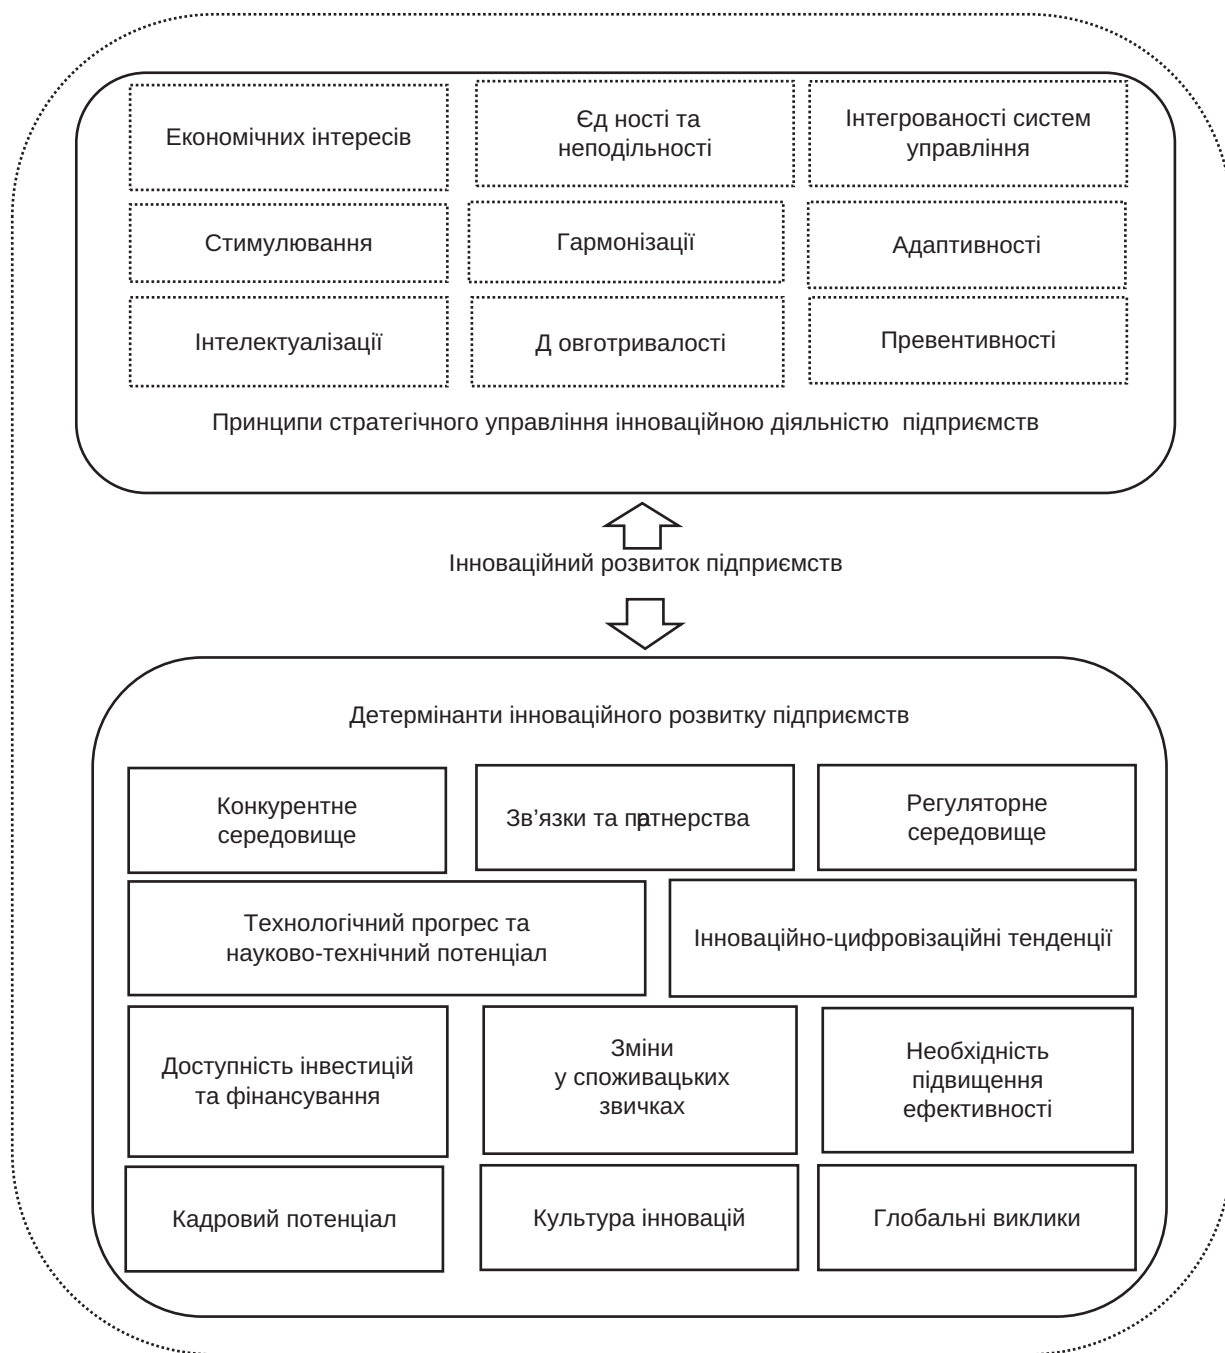 Економічних інтересів
Єд ності та
неподільності
Інтегрованості систем
управління
Стимулювання
Гармонізації
Адаптивності
Інтелектуалізації
Д овготривалості
Превентивності
Принципи стратегічного управління інноваційною діяльністю підприємств
Інноваційний розвиток підприємств
Детермінанти інноваційного розвитку підприємств
Конкурентне
середовище
Зв'язки та партнерства
Регуляторне
середовище
Технологічний прогрес та
науково-технічний потенціал
Інноваційно-цифровізаційні тенденції
Доступність інвестицій
та фінансування
Зміни
у споживацьких
звичках
Необхідність
підвищення
ефективності
Кадровий потенціал
Культура інновацій
Глобальні виклики